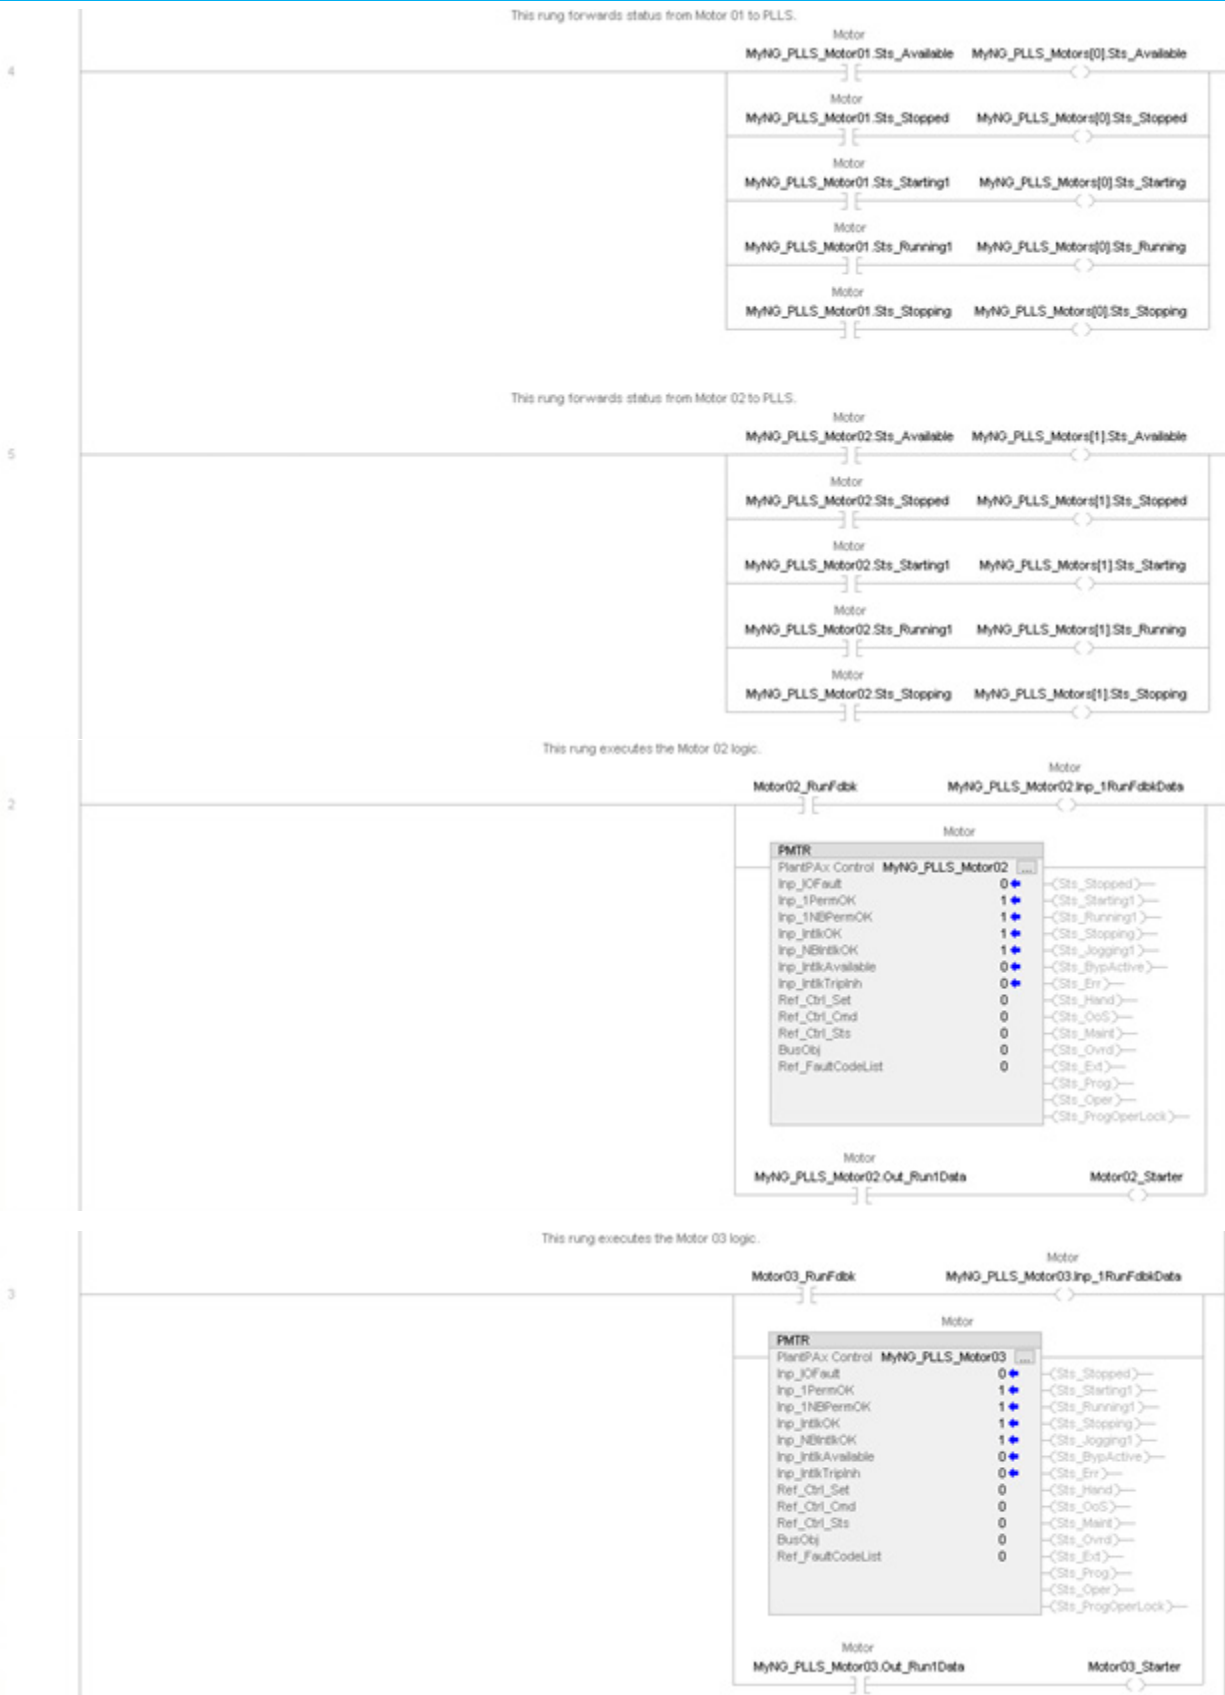 This rung forwards status from Motor 01 to PLLS.
Motor
MyNG_PLLS_Motor01.Sts_Available MyNG_PLLS_Motors[0].Sts_Available
4
Motor
MyNG_PLLS_Motor01.Sts_Stopped MyNG_PLLS_Motors[0].Sts_Stopped
Motor
MyNG_PLLS_Motor01.Sts_Starting1 MyNG_PLLS_Motors[0].Sts_Starting
Motor
MyNG_PLLS_Motor01.Sts_Running1 MyNG_PLLS_Motors[0].Sts_Running
Motor
MyNG_PLLS_Motor01.Sts_Stopping MyNG_PLLS_Motors[0].Sts_Stopping
This rung forwards status from Motor 02 to PLLS.
Motor
MyNG_PLLS_Motor02.Sts_Available MyNG_PLLS_Motors[1].Sts_Available
5
Motor
MyNG_PLLS_Motor02.Sts_Stopped MyNG_PLLS_Motors[1].Sts_Stopped
Motor
MyNG_PLLS_Motor02.Sts_Starting1 MyNG_PLLS_Motors[1].Sts_Starting
Motor
MyNG_PLLS_Motor02.Sts_Running1 MyNG_PLLS_Motors[1].Sts_Running
Motor
MyNG_PLLS_Motor02.Sts_Stopping MyNG_PLLS_Motors[1].Sts_Stopping
This rung executes the Motor 02 logic.
Motor
Motor02_RunFdbk MyNG_PLLS_Motor02.Inp_1RunFdbkData
2
Motor
PMTR
PlantPAx Control MyNG_PLLS_Motor02 ...
Inp_IOFault 0 (Sts_Stopped)
Inp_1PermOK 1 (Sts_Starting1)
Inp_1NBPermOK 1 (Sts_Running1)
Inp_IntlkOK 1 (Sts_Stopping)
Inp_NBIntlkOK 1 (Sts_Jogging1)
Inp_IntlkAvailable 0 (Sts_BypActive)
Inp_IntlkTripInh 0 (Sts_Err)
Ref_Ctrl_Set 0 (Sts_Hand)
Ref_Ctrl_Cmd 0 (Sts_OoS)
Ref_Ctrl_Sts 0 (Sts_Maint)
BusObj 0 (Sts_Ovrd)
Ref_FaultCodeList 0 (Sts_Ext)
(Sts_Prog)
(Sts_Oper)
(Sts_ProgOperLock)
Motor
MyNG_PLLS_Motor02.Out_Run1Data Motor02_Starter
This rung executes the Motor 03 logic.
Motor
Motor03_RunFdbk MyNG_PLLS_Motor03.Inp_1RunFdbkData
3
Motor
PMTR
PlantPAx Control MyNG_PLLS_Motor03 ...
Inp_IOFault 0 (Sts_Stopped)
Inp_1PermOK 1 (Sts_Starting1)
Inp_1NBPermOK 1 (Sts_Running1)
Inp_IntlkOK 1 (Sts_Stopping)
Inp_NBIntlkOK 1 (Sts_Jogging1)
Inp_IntlkAvailable 0 (Sts_BypActive)
Inp_IntlkTripInh 0 (Sts_Err)
Ref_Ctrl_Set 0 (Sts_Hand)
Ref_Ctrl_Cmd 0 (Sts_OoS)
Ref_Ctrl_Sts 0 (Sts_Maint)
BusObj 0 (Sts_Ovrd)
Ref_FaultCodeList 0 (Sts_Ext)
(Sts_Prog)
(Sts_Oper)
(Sts_ProgOperLock)
Motor
MyNG_PLLS_Motor03.Out_Run1Data Motor03_Starter